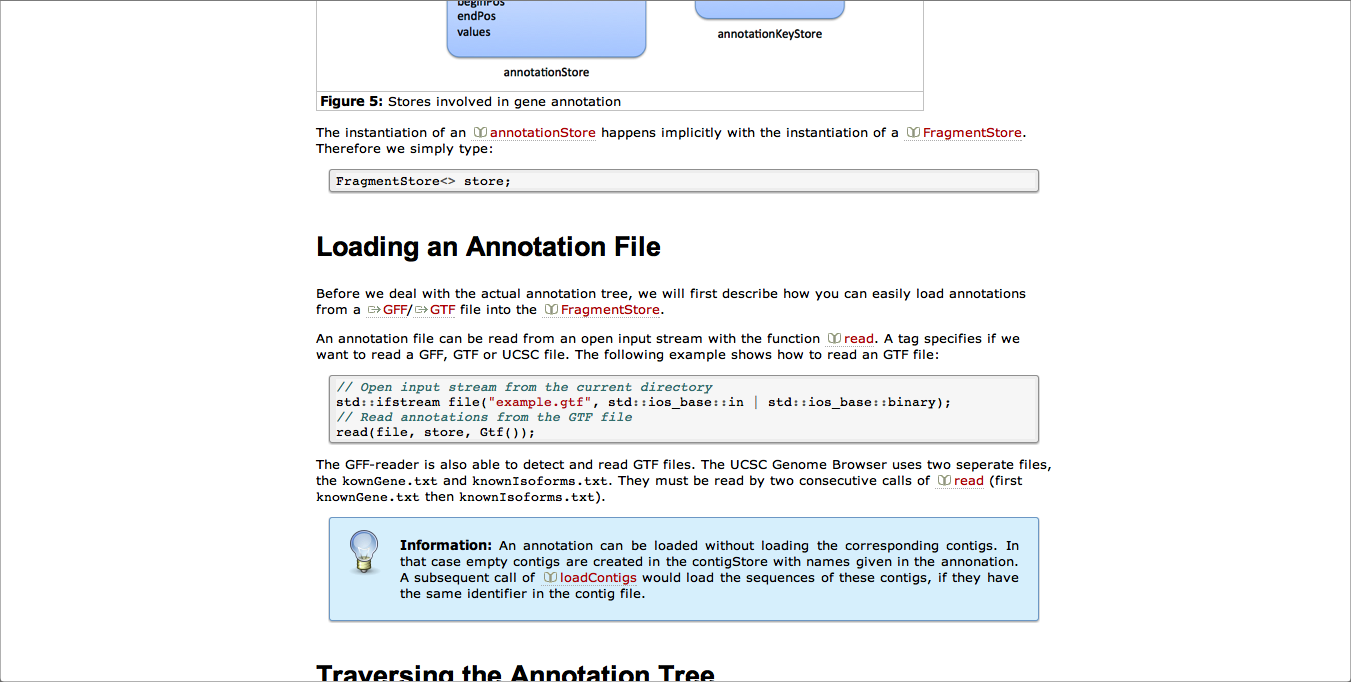 beginPos
endPos
values
annotationKeyStore
annotationStore
Figure 5: Stores involved in gene annotation
The instantiation of an annotationStore happens implicitly with the instantiation of a FragmentStore.
Therefore we simply type:
FragmentStore<> store;
Loading an Annotation File
Before we deal with the actual annotation tree, we will first describe how you can easily load annotations
from a GFF/GTF file into the FragmentStore.
An annotation file can be read from an open input stream with the function read. A tag specifies if we
want to read a GFF, GTF or UCSC file. The following example shows how to read an GTF file:
// Open input stream from the current directory
std::ifstream file("example.gtf", std::ios_base::in | std::ios_base::binary);
// Read annotations from the GTF file
read(file, store, Gtf());
The GFF-reader is also able to detect and read GTF files. The UCSC Genome Browser uses two seperate files,
the kownGene.txt and knownIsoforms.txt. They must be read by two consecutive calls of read (first
knownGene.txt then knownIsoforms.txt).
Information: An annotation can be loaded without loading the corresponding contigs. In
that case empty contigs are created in the contigStore with names given in the annonation.
A subsequent call of loadContigs would load the sequences of these contigs, if they have
the same identifier in the contig file.
Traversing the Annotation Tree